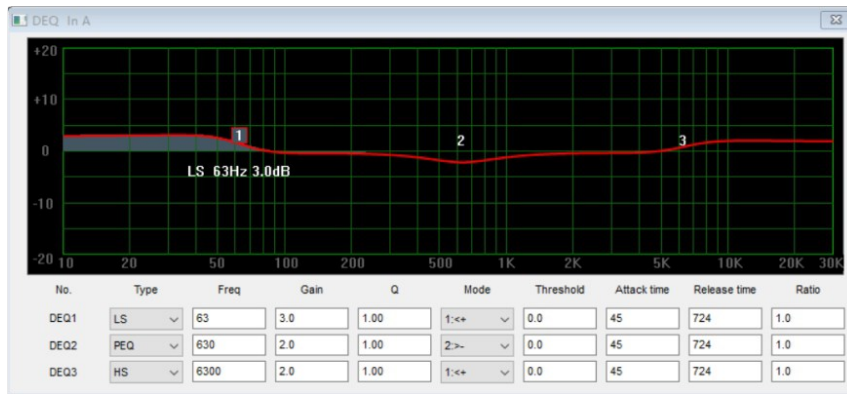 DEQ In A
+20
+10
1
2
3
0
LS 63Hz 3.0dB
-10
-20
10 20 50 100 200 500 1K 2K 5K 10K 20K 30K
No. Type Freq Gain Q Mode Threshold Attack time Release time Ratio
DEQ1 LS 63 3.0 1.00 1:<+ 0.0 45 724 1.0
DEQ2 PEQ 630 2.0 1.00 2:>- 0.0 45 724 1.0
DEQ3 HS 6300 2.0 1.00 1:<+ 0.0 45 724 1.0